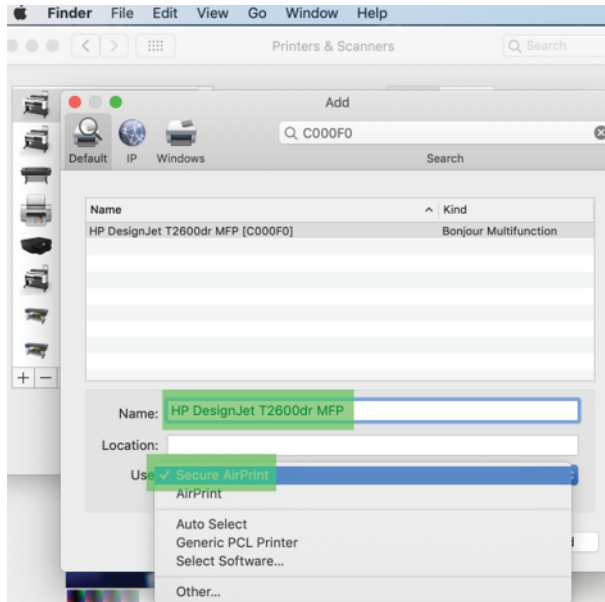 Finder File Edit View Go Window Help
Printers & Scanners
Search
Add
C000F0
Default IP Windows
Search
Name Kind
HP DesignJet T2600dr MFP [C000F0] Bonjour Multifunction
+ −
Name: HP DesignJet T2600dr MFP
Location:
Use ✓ Secure AirPrint
AirPrint
Auto Select
Generic PCL Printer
Select Software...
Other...